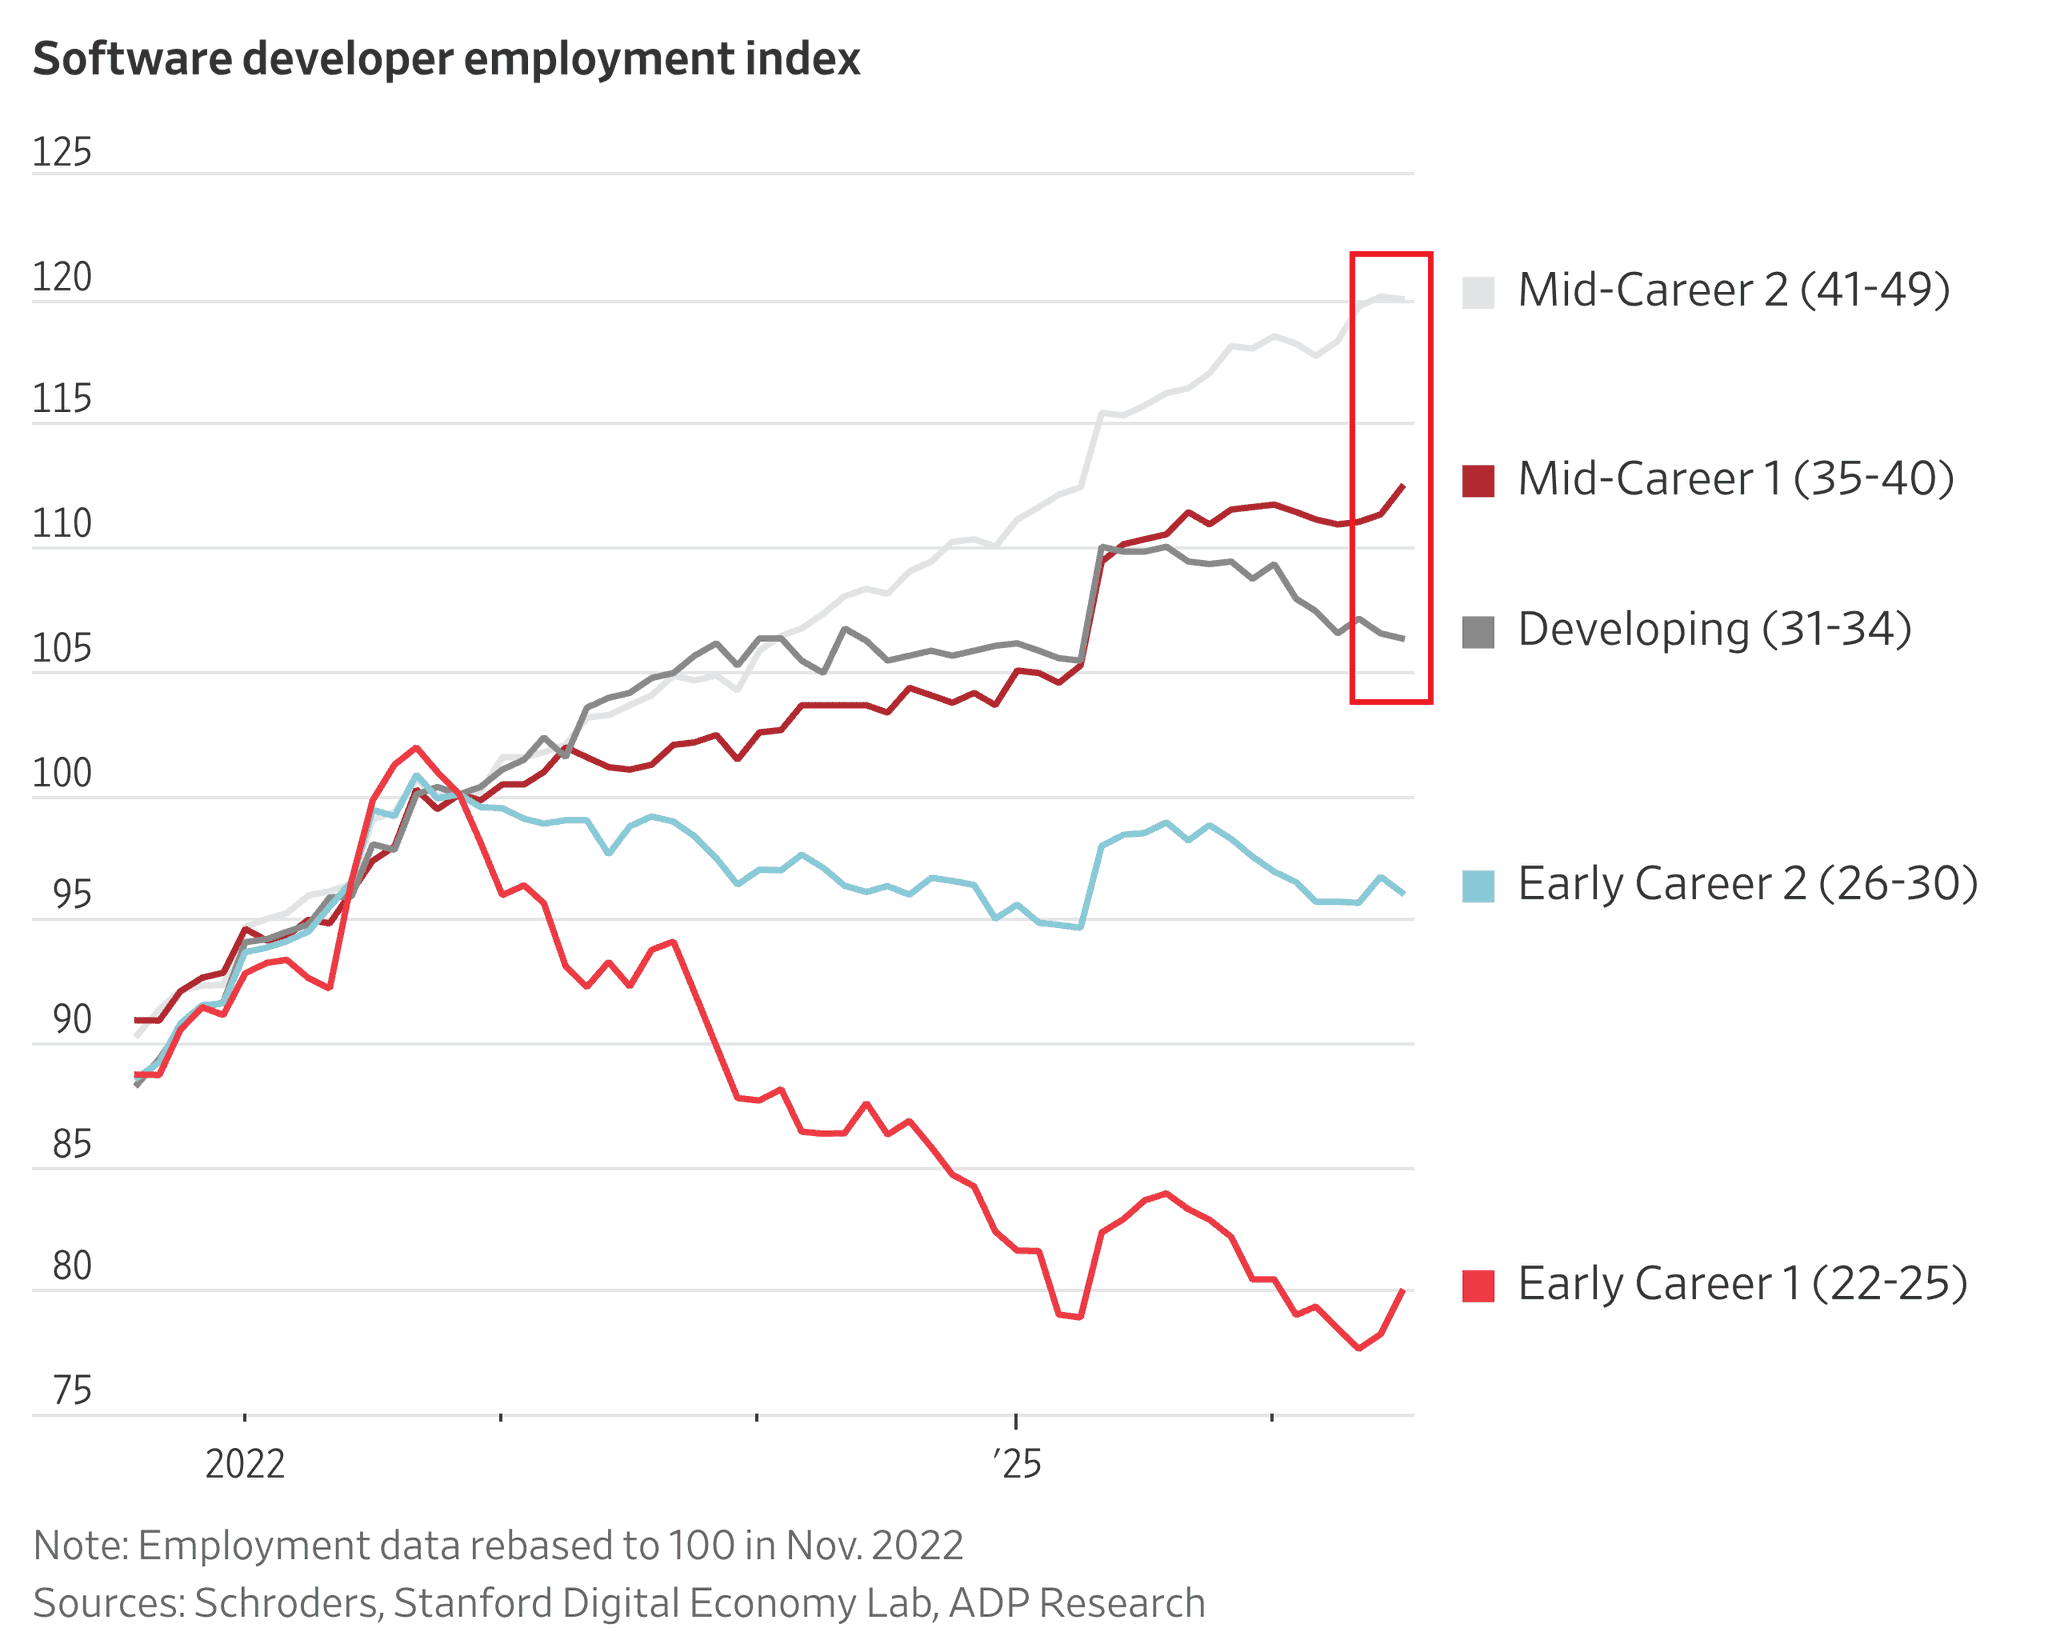 Software developer employment index
125
120
115
110
105
100
95
90
85
80
75
2022
’25
Mid-Career 2 (41-49)
Mid-Career 1 (35-40)
Developing (31-34)
Early Career 2 (26-30)
Early Career 1 (22-25)
Note: Employment data rebased to 100 in Nov. 2022
Sources: Schroders, Stanford Digital Economy Lab, ADP Research